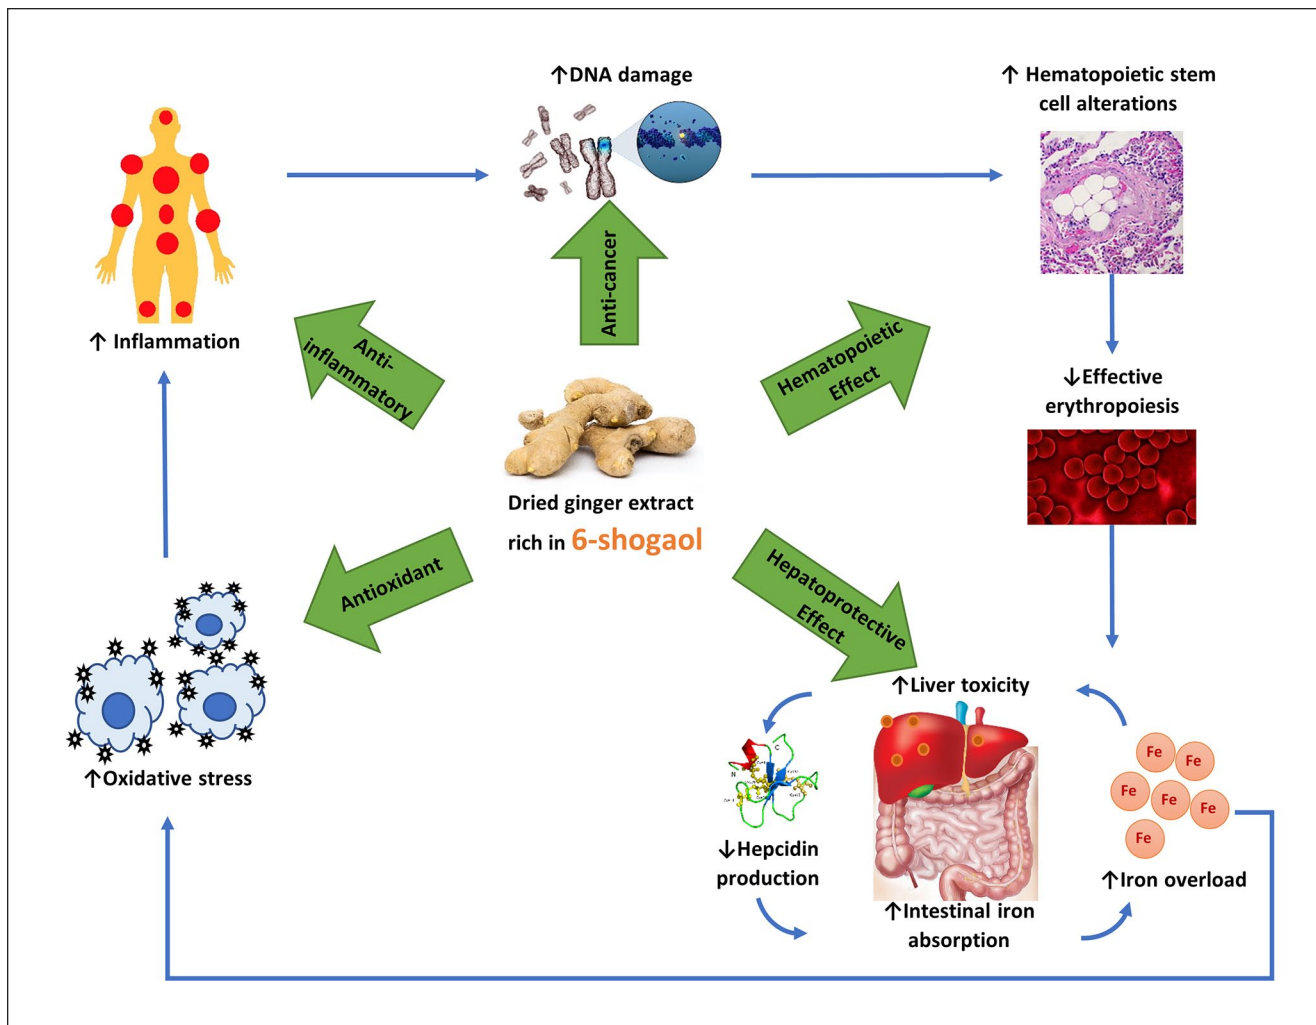 ↑DNA damage
↑ Hematopoietic stem
cell alterations
↑ Inflammation
Anti-
inflammatory
Anti-cancer
Hematopoietic
Effect
↓Effective
erythropoiesis
Dried ginger extract
rich in 6-shogaol
Antioxidant
Hepatoprotective
Effect
↑Oxidative stress
↑Liver toxicity
N
C
↓Hepcidin
production
↑Intestinal iron
absorption
Fe
Fe
Fe
Fe
Fe
Fe
↑Iron overload